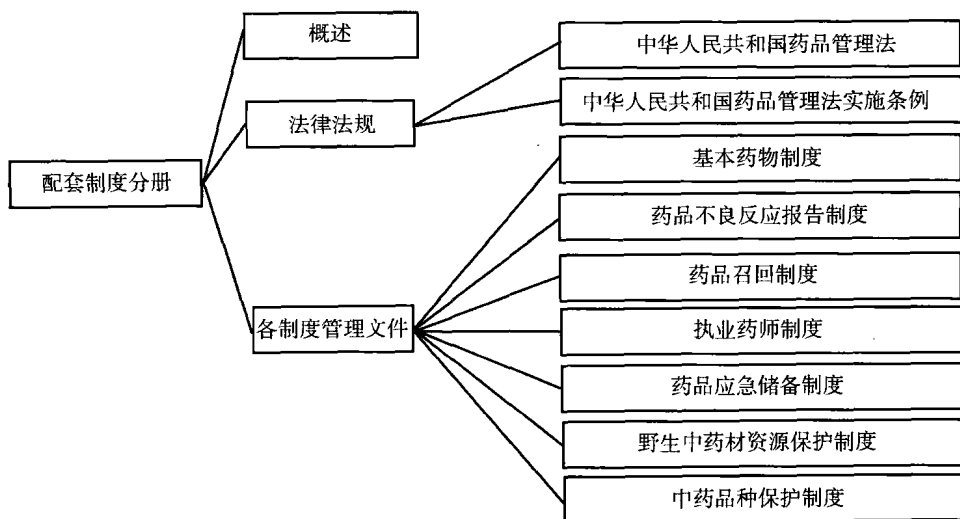 配套制度分册
概述
法律法规
各制度管理文件
中华人民共和国药品管理法
中华人民共和国药品管理法实施条例
基本药物制度
药品不良反应报告制度
药品召回制度
执业药师制度
药品应急储备制度
野生中药材资源保护制度
中药品种保护制度